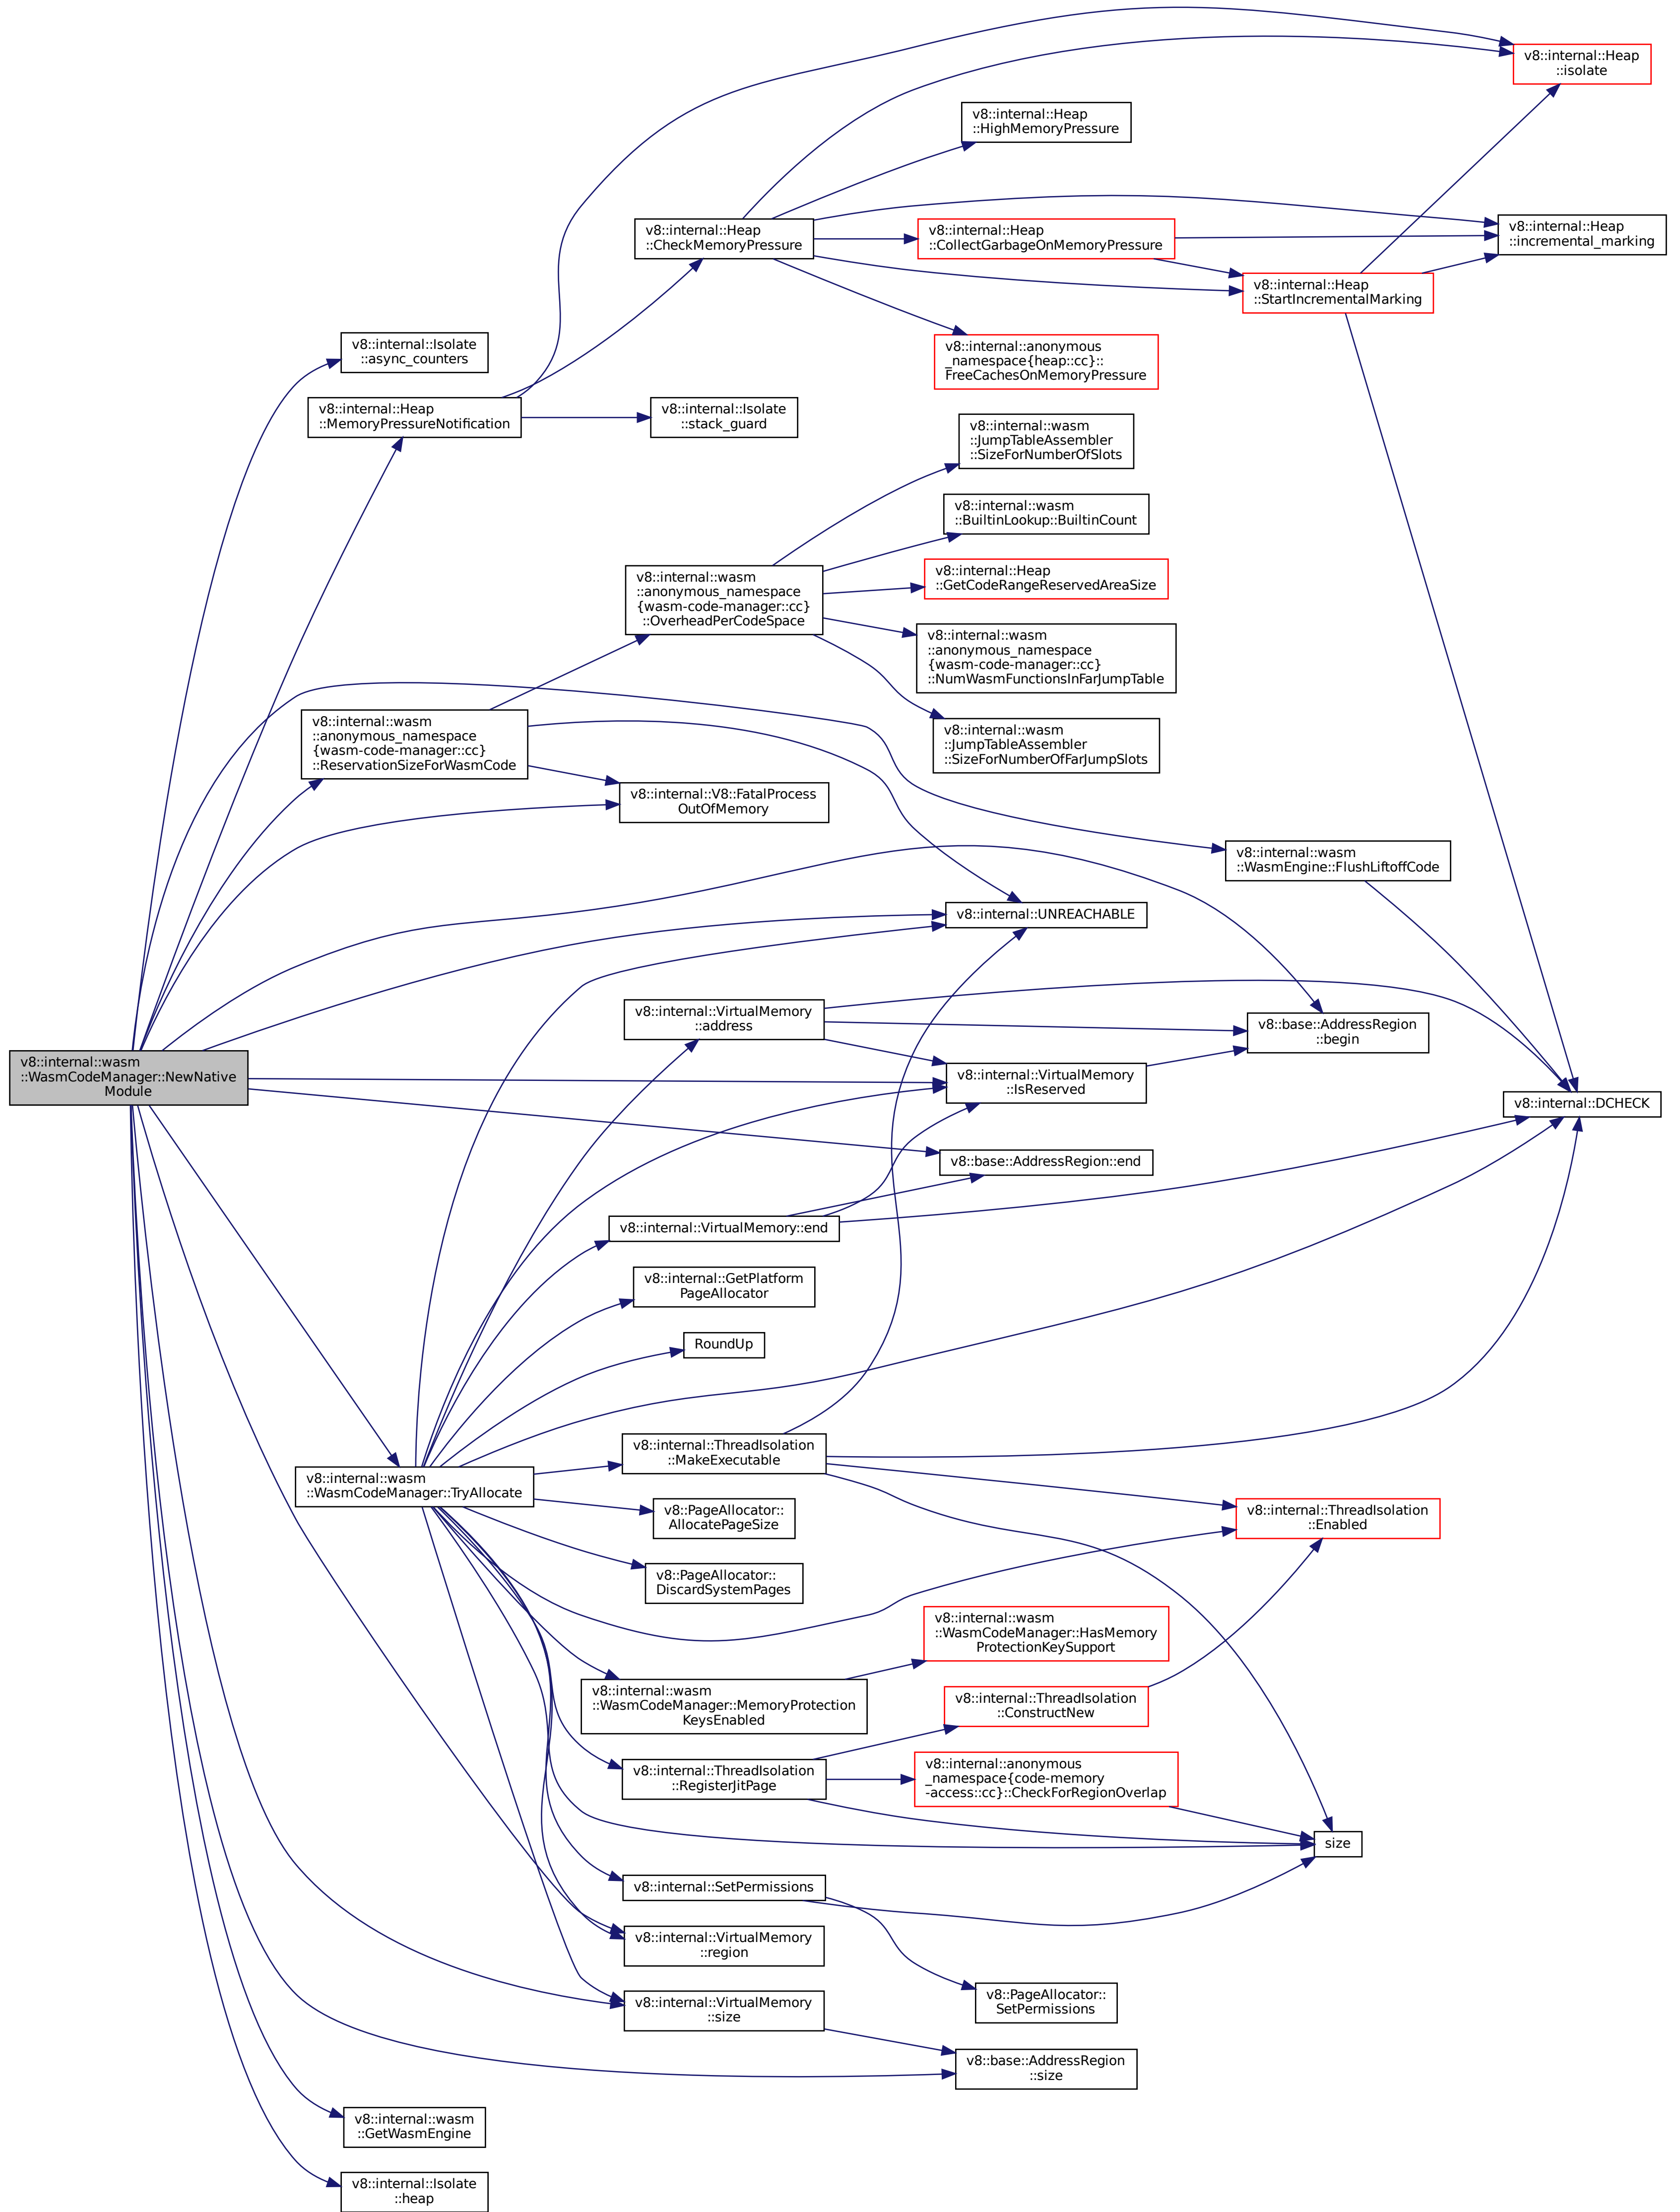 v8::internal::Heap
::isolate
v8::internal::Heap
::HighMemoryPressure
v8::internal::Heap
::CheckMemoryPressure
v8::internal::Heap
::CollectGarbageOnMemoryPressure
v8::internal::Heap
::incremental_marking
v8::internal::Heap
::StartIncrementalMarking
v8::internal::Isolate
::async_counters
v8::internal::anonymous
_namespace{heap::cc}::
FreeCachesOnMemoryPressure
v8::internal::Heap
::MemoryPressureNotification
v8::internal::Isolate
::stack_guard
v8::internal::wasm
::JumpTableAssembler
::SizeForNumberOfSlots
v8::internal::wasm
::BuiltinLookup::BuiltinCount
v8::internal::wasm
::anonymous_namespace
{wasm-code-manager::cc}
::OverheadPerCodeSpace
v8::internal::Heap
::GetCodeRangeReservedAreaSize
v8::internal::wasm
::anonymous_namespace
{wasm-code-manager::cc}
::NumWasmFunctionsInFarJumpTable
v8::internal::wasm
::anonymous_namespace
{wasm-code-manager::cc}
::ReservationSizeForWasmCode
v8::internal::wasm
::JumpTableAssembler
::SizeForNumberOfFarJumpSlots
v8::internal::V8::FatalProcess
OutOfMemory
v8::internal::wasm
::WasmEngine::FlushLiftoffCode
v8::internal::UNREACHABLE
v8::internal::VirtualMemory
::address
v8::base::AddressRegion
::begin
v8::internal::wasm
::WasmCodeManager::NewNative
Module
v8::internal::VirtualMemory
::IsReserved
v8::internal::DCHECK
v8::base::AddressRegion::end
v8::internal::VirtualMemory::end
v8::internal::GetPlatform
PageAllocator
RoundUp
v8::internal::ThreadIsolation
::MakeExecutable
v8::internal::wasm
::WasmCodeManager::TryAllocate
v8::PageAllocator::
AllocatePageSize
v8::internal::ThreadIsolation
::Enabled
v8::PageAllocator::
DiscardSystemPages
v8::internal::wasm
::WasmCodeManager::HasMemory
ProtectionKeySupport
v8::internal::wasm
::WasmCodeManager::MemoryProtection
KeysEnabled
v8::internal::ThreadIsolation
::ConstructNew
v8::internal::ThreadIsolation
::RegisterJitPage
v8::internal::anonymous
_namespace{code-memory
-access::cc}::CheckForRegionOverlap
size
v8::internal::SetPermissions
v8::internal::VirtualMemory
::region
v8::PageAllocator::
SetPermissions
v8::internal::VirtualMemory
::size
v8::base::AddressRegion
::size
v8::internal::wasm
::GetWasmEngine
v8::internal::Isolate
::heap